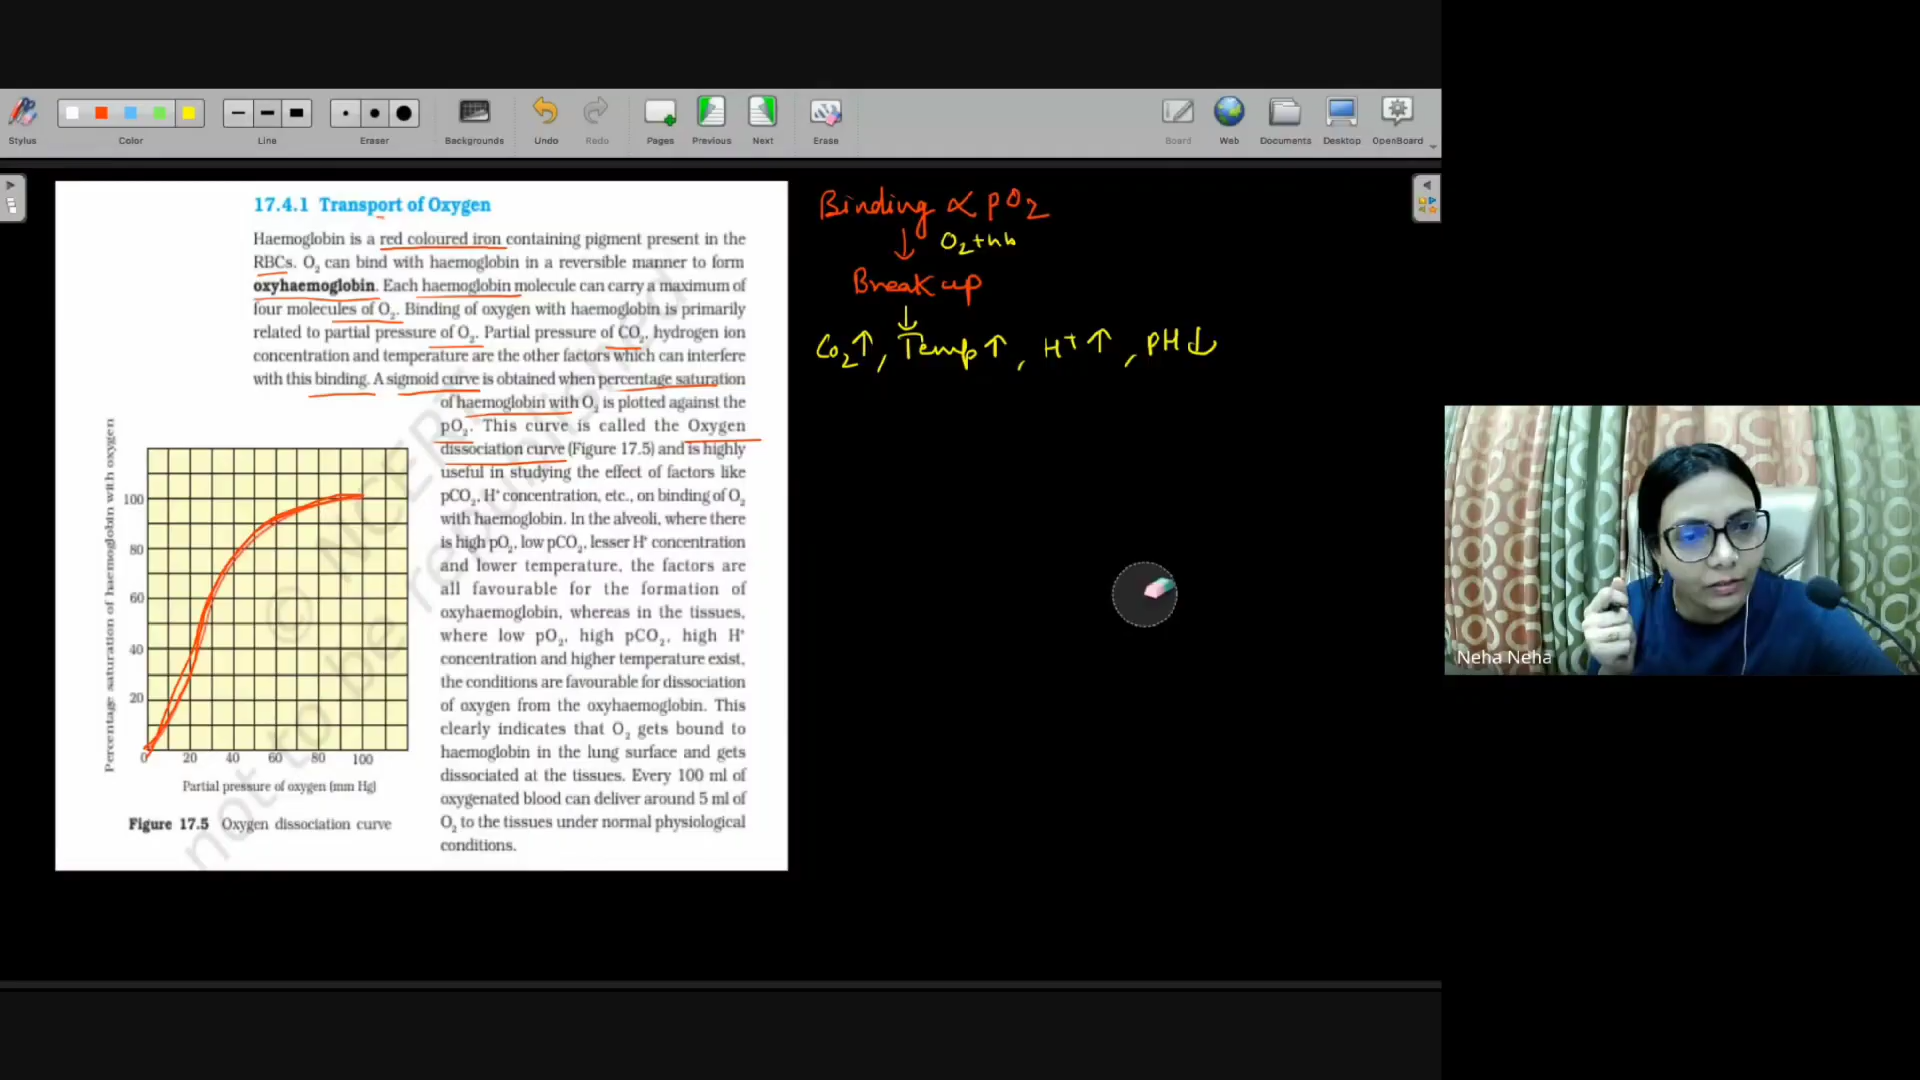 Stylus
Color
Line
Eraser
Backgrounds
Undo
Redo
Pages
Previous
Next
Erase
Board
Web
Documents
Desktop
OpenBoard
17.4.1 Transport of Oxygen
Haemoglobin is a red coloured iron containing pigment present in the
RBCs. O₂ can bind with haemoglobin in a reversible manner to form
oxyhaemoglobin. Each haemoglobin molecule can carry a maximum of
four molecules of O₂. Binding of oxygen with haemoglobin is primarily
related to partial pressure of O₂. Partial pressure of CO₂, hydrogen ion
concentration and temperature are the other factors which can interfere
with this binding. A sigmoid curve is obtained when percentage saturation
of haemoglobin with O₂ is plotted against the
pO₂. This curve is called the Oxygen
dissociation curve (Figure 17.5) and is highly
useful in studying the effect of factors like
pCO₂, H⁺ concentration, etc., on binding of O₂
with haemoglobin. In the alveoli, where there
is high pO₂, low pCO₂, lesser H⁺ concentration
and lower temperature, the factors are
all favourable for the formation of
oxyhaemoglobin, whereas in the tissues,
where low pO₂, high pCO₂, high H⁺
concentration and higher temperature exist,
the conditions are favourable for dissociation
of oxygen from the oxyhaemoglobin. This
clearly indicates that O₂ gets bound to
haemoglobin in the lung surface and gets
dissociated at the tissues. Every 100 ml of
oxygenated blood can deliver around 5 ml of
O₂ to the tissues under normal physiological
conditions.
Percentage saturation of haemoglobin with oxygen
100
80
60
40
20
0 20 40 60 80 100
Partial pressure of oxygen (mm Hg)
Figure 17.5 Oxygen dissociation curve
© NCERT
not to be republished
Binding ∝ pO₂
↓ O₂+hb
Break up
↓
Co₂↑, Temp↑, H⁺↑, PH↓
Neha Neha